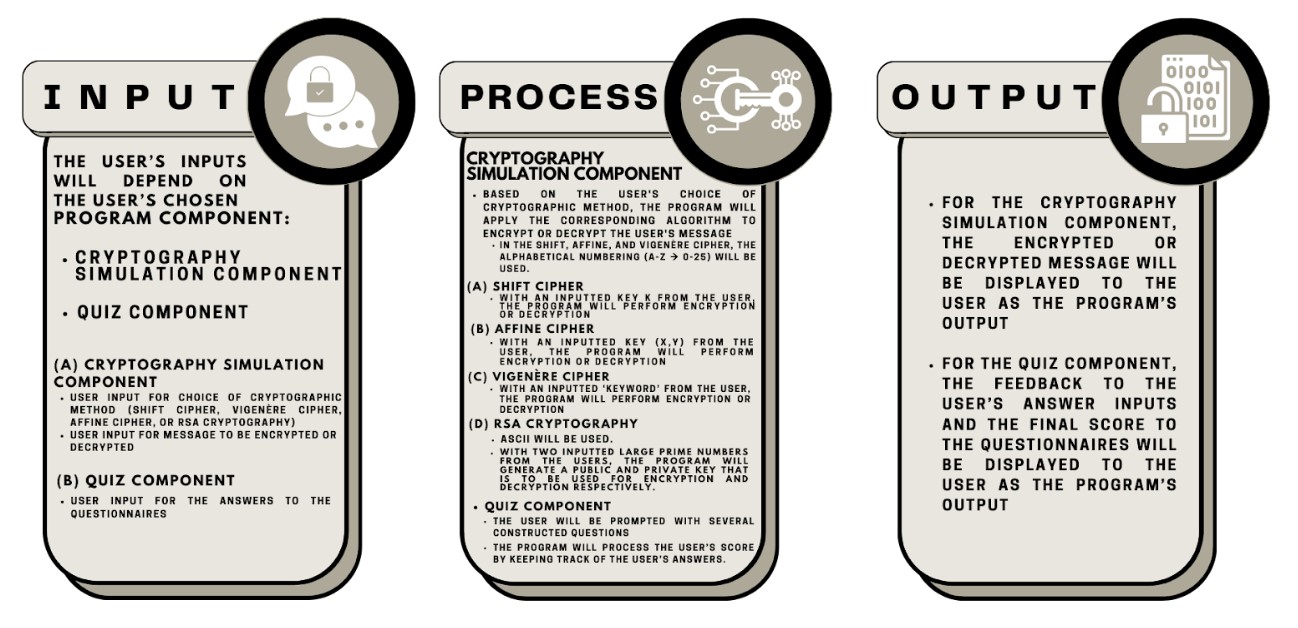 INPUT
THE USER'S INPUTS
WILL DEPEND ON
THE USER'S CHOSEN
PROGRAM COMPONENT:
• CRYPTOGRAPHY
SIMULATION COMPONENT
• QUIZ COMPONENT
(A) CRYPTOGRAPHY SIMULATION
COMPONENT
• USER INPUT FOR CHOICE OF CRYPTOGRAPHIC
METHOD (SHIFT CIPHER, VIGENÈRE CIPHER,
AFFINE CIPHER, OR RSA CRYPTOGRAPHY)
• USER INPUT FOR MESSAGE TO BE ENCRYPTED OR
DECRYPTED
(B) QUIZ COMPONENT
• USER INPUT FOR THE ANSWERS TO THE
QUESTIONNAIRES
PROCESS
CRYPTOGRAPHY
SIMULATION COMPONENT
• BASED ON THE USER'S CHOICE OF
CRYPTOGRAPHIC METHOD, THE PROGRAM WILL
APPLY THE CORRESPONDING ALGORITHM TO
ENCRYPT OR DECRYPT THE USER'S MESSAGE
• IN THE SHIFT, AFFINE, AND VIGENÈRE CIPHER, THE
ALPHABETICAL NUMBERING (A-Z → 0-25) WILL BE
USED.
(A) SHIFT CIPHER
• WITH AN INPUTTED KEY K FROM THE USER,
THE PROGRAM WILL PERFORM ENCRYPTION
OR DECRYPTION
(B) AFFINE CIPHER
• WITH AN INPUTTED KEY (X,Y) FROM THE
USER, THE PROGRAM WILL PERFORM
ENCRYPTION OR DECRYPTION
(C) VIGENÈRE CIPHER
• WITH AN INPUTTED 'KEYWORD' FROM THE USER,
THE PROGRAM WILL PERFORM ENCRYPTION OR
DECRYPTION
(D) RSA CRYPTOGRAPHY
• ASCII WILL BE USED.
• WITH TWO INPUTTED LARGE PRIME NUMBERS
FROM THE USERS, THE PROGRAM WILL
GENERATE A PUBLIC AND PRIVATE KEY THAT
IS TO BE USED FOR ENCRYPTION AND
DECRYPTION RESPECTIVELY.
• QUIZ COMPONENT
• THE USER WILL BE PROMPTED WITH SEVERAL
CONSTRUCTED QUESTIONS
• THE PROGRAM WILL PROCESS THE USER'S SCORE
BY KEEPING TRACK OF THE USER'S ANSWERS.
OUTPUT
0100
0101
100
101
• FOR THE CRYPTOGRAPHY
SIMULATION COMPONENT,
THE ENCRYPTED OR
DECRYPTED MESSAGE WILL
BE DISPLAYED TO THE
USER AS THE PROGRAM'S
OUTPUT
• FOR THE QUIZ COMPONENT,
THE FEEDBACK TO THE
USER'S ANSWER INPUTS
AND THE FINAL SCORE TO
THE QUESTIONNAIRES WILL
BE DISPLAYED TO THE
USER AS THE PROGRAM'S
OUTPUT